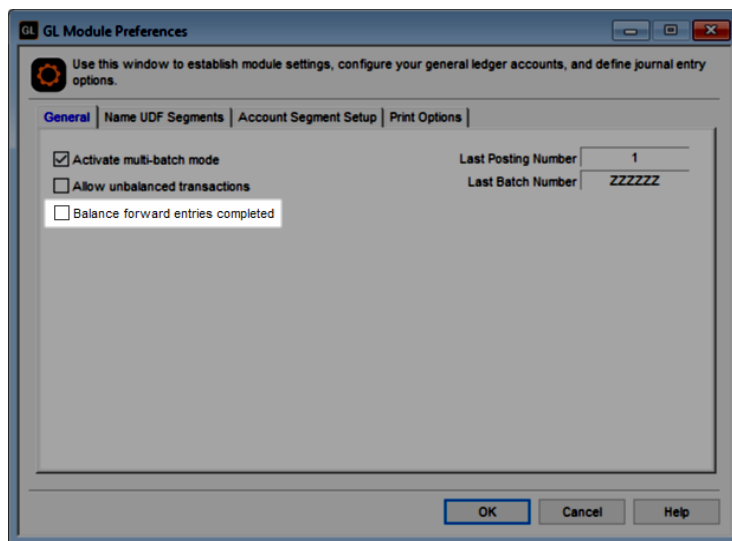 GL GL Module Preferences
Use this window to establish module settings, configure your general ledger accounts, and define journal entry
options.
General Name UDF Segments Account Segment Setup Print Options
Activate multi-batch mode Last Posting Number 1
Allow unbalanced transactions Last Batch Number ZZZZZZ
Balance forward entries completed
OK Cancel Help